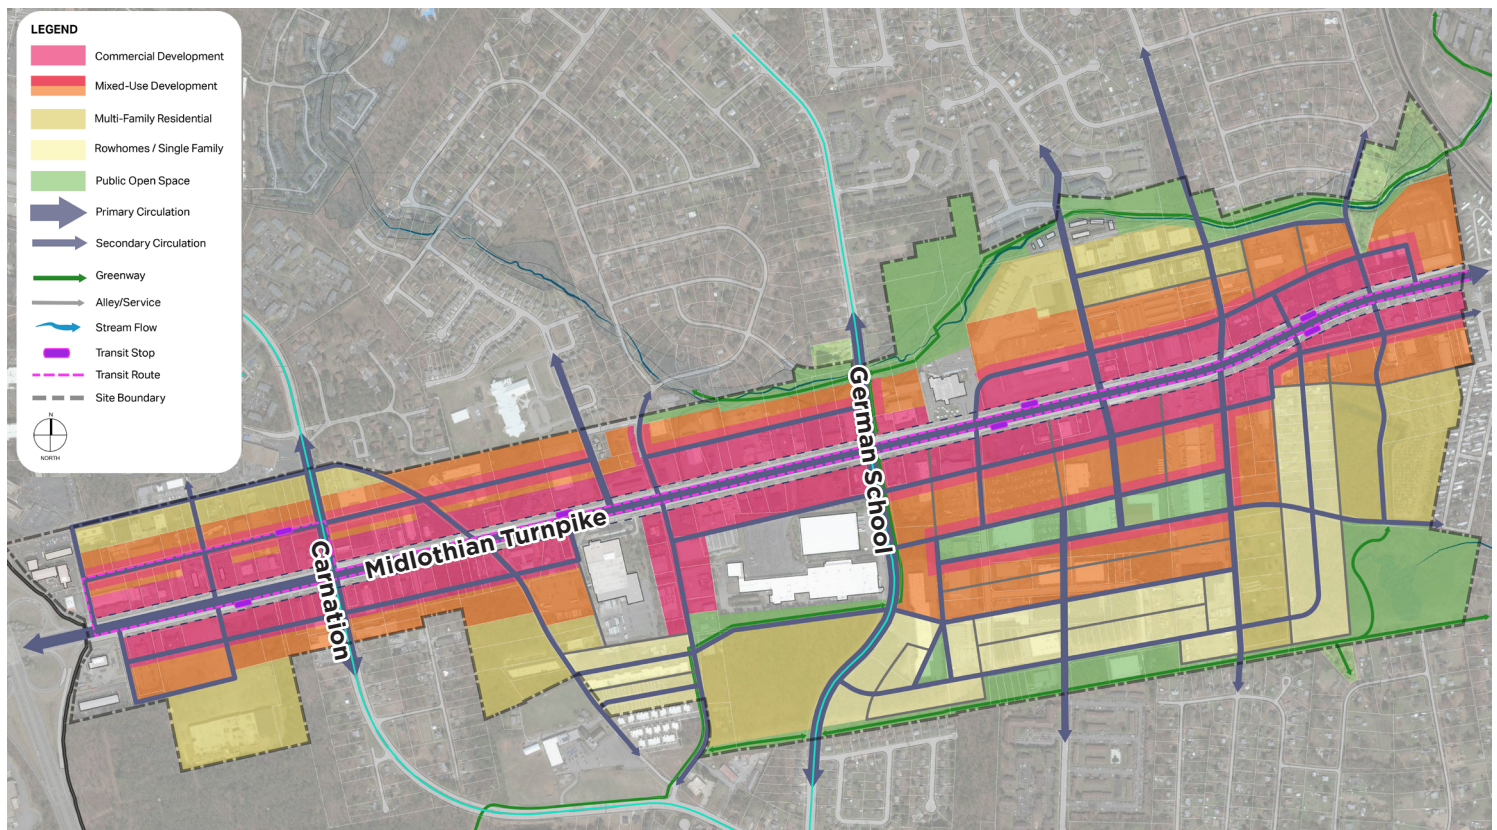 LEGEND
Commercial Development
Mixed-Use Development
Multi-Family Residential
Rowhomes / Single Family
Public Open Space
Primary Circulation
Secondary Circulation
Greenway
Alley/Service
Stream Flow
Transit Stop
Transit Route
Site Boundary
N
NORTH
German School
Midlothian Turnpike
Carnation